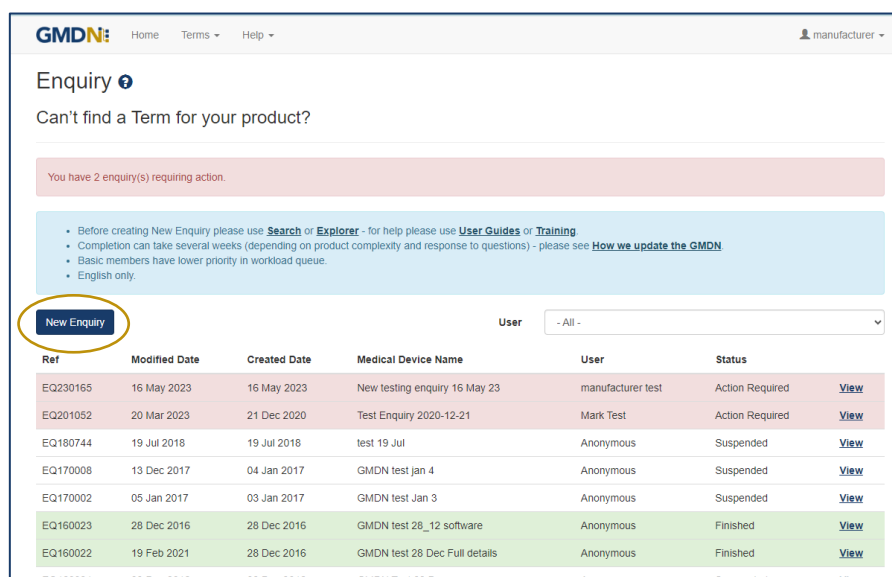 GMDN Home Terms Help manufacturer
Enquiry ?
Can't find a Term for your product?
You have 2 enquiry(s) requiring action.
• Before creating New Enquiry please use Search or Explorer - for help please use User Guides or Training.
• Completion can take several weeks (depending on product complexity and response to questions) - please see How we update the GMDN.
• Basic members have lower priority in workload queue.
• English only.
New Enquiry User - All -
Ref Modified Date Created Date Medical Device Name User Status
EQ230165 16 May 2023 16 May 2023 New testing enquiry 16 May 23 manufacturer test Action Required View
EQ201052 20 Mar 2023 21 Dec 2020 Test Enquiry 2020-12-21 Mark Test Action Required View
EQ180744 19 Jul 2018 19 Jul 2018 test 19 Jul Anonymous Suspended View
EQ170008 13 Dec 2017 04 Jan 2017 GMDN test jan 4 Anonymous Suspended View
EQ170002 05 Jan 2017 03 Jan 2017 GMDN test Jan 3 Anonymous Suspended View
EQ160023 28 Dec 2016 28 Dec 2016 GMDN test 28_12 software Anonymous Finished View
EQ160022 19 Feb 2021 28 Dec 2016 GMDN test 28 Dec Full details Anonymous Finished View